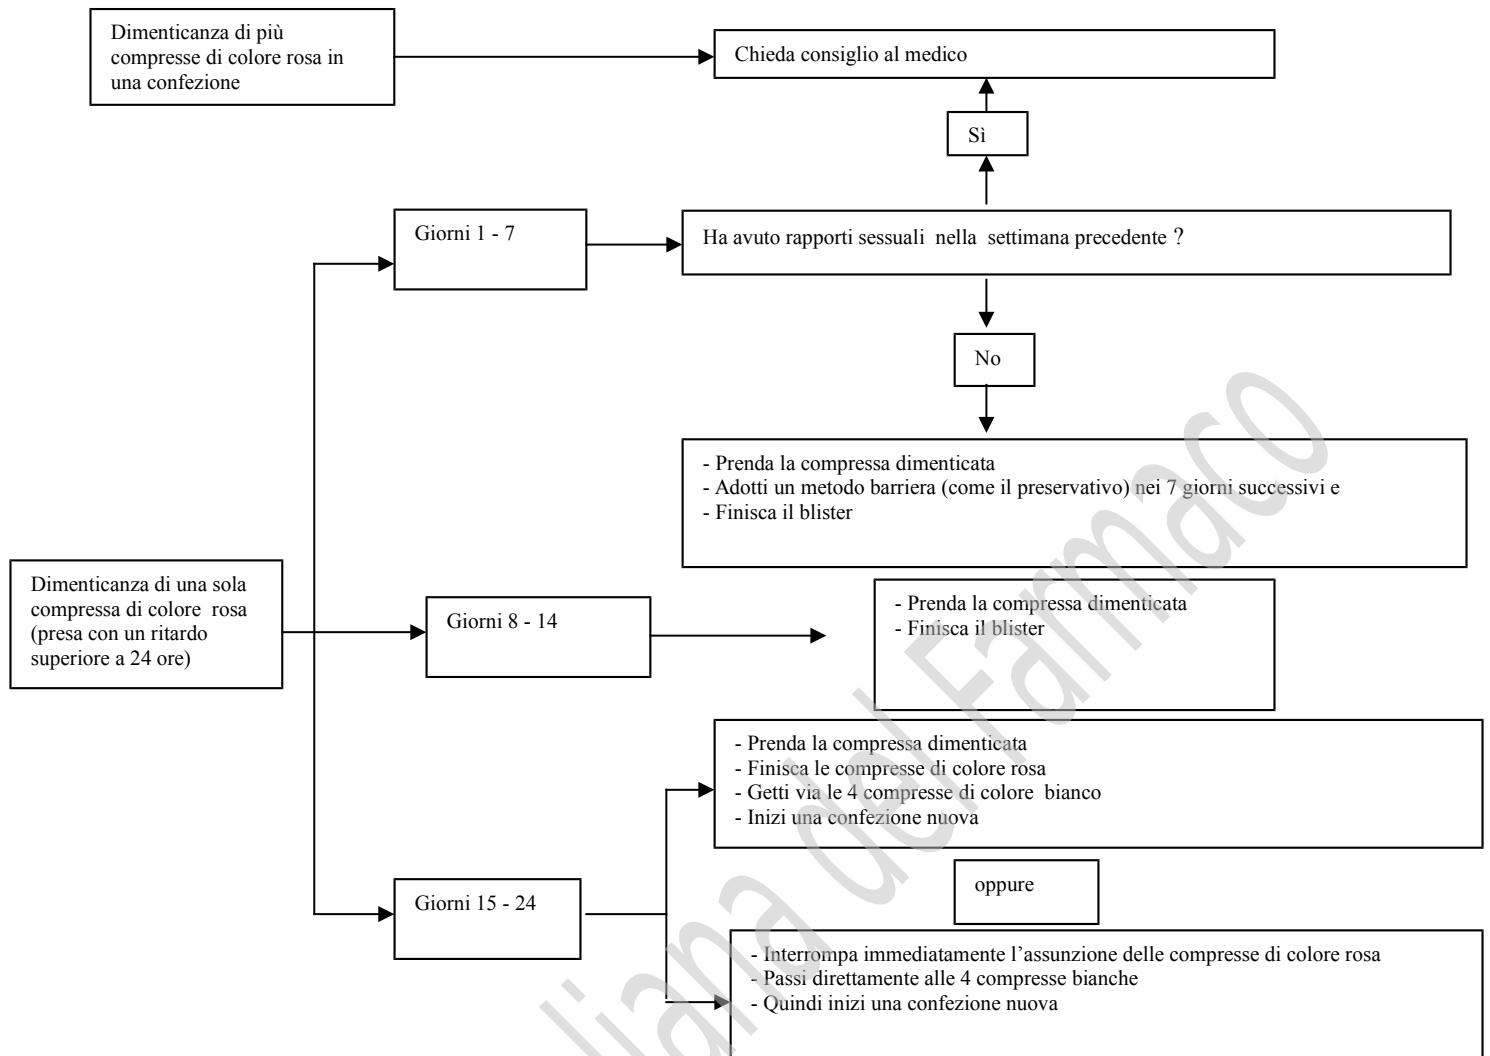 Dimenticanza di più
compresse di colore rosa in
una confezione
Chieda consiglio al medico
Sì
Giorni 1 - 7
Ha avuto rapporti sessuali nella settimana precedente ?
No
- Prenda la compressa dimenticata
- Adotti un metodo barriera (come il preservativo) nei 7 giorni successivi e
- Finisca il blister
Dimenticanza di una sola
compressa di colore rosa
(presa con un ritardo
superiore a 24 ore)
Giorni 8 - 14
- Prenda la compressa dimenticata
- Finisca il blister
Giorni 15 - 24
- Prenda la compressa dimenticata
- Finisca le compresse di colore rosa
- Getti via le 4 compresse di colore bianco
- Inizi una confezione nuova
oppure
- Interrompa immediatamente l’assunzione delle compresse di colore rosa
- Passi direttamente alle 4 compresse bianche
- Quindi inizi una confezione nuova
liana del Farmaco